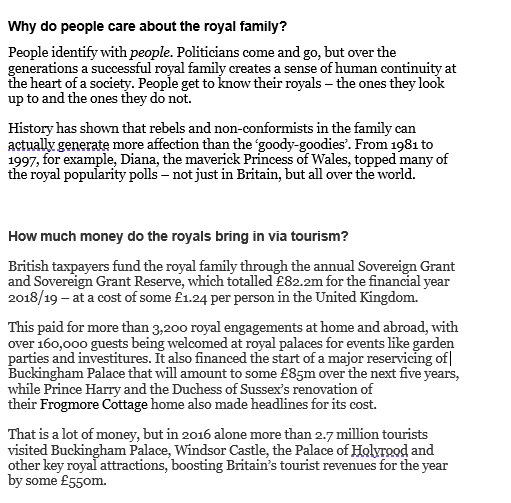 Why do people care about the royal family?
People identify with people. Politicians come and go, but over the
generations a successful royal family creates a sense of human continuity at
the heart of a society. People get to know their royals – the ones they look
up to and the ones they do not.
History has shown that rebels and non-conformists in the family can
actually generate more affection than the ‘goody-goodies’. From 1981 to
1997, for example, Diana, the maverick Princess of Wales, topped many of
the royal popularity polls – not just in Britain, but all over the world.
How much money do the royals bring in via tourism?
British taxpayers fund the royal family through the annual Sovereign Grant
and Sovereign Grant Reserve, which totalled £82.2m for the financial year
2018/19 – at a cost of some £1.24 per person in the United Kingdom.
This paid for more than 3,200 royal engagements at home and abroad, with
over 160,000 guests being welcomed at royal palaces for events like garden
parties and investitures. It also financed the start of a major reservicing of
Buckingham Palace that will amount to some £85m over the next five years,
while Prince Harry and the Duchess of Sussex’s renovation of
their Frogmore Cottage home also made headlines for its cost.
That is a lot of money, but in 2016 alone more than 2.7 million tourists
visited Buckingham Palace, Windsor Castle, the Palace of Holyrood and
other key royal attractions, boosting Britain’s tourist revenues for the year
by some £550m.